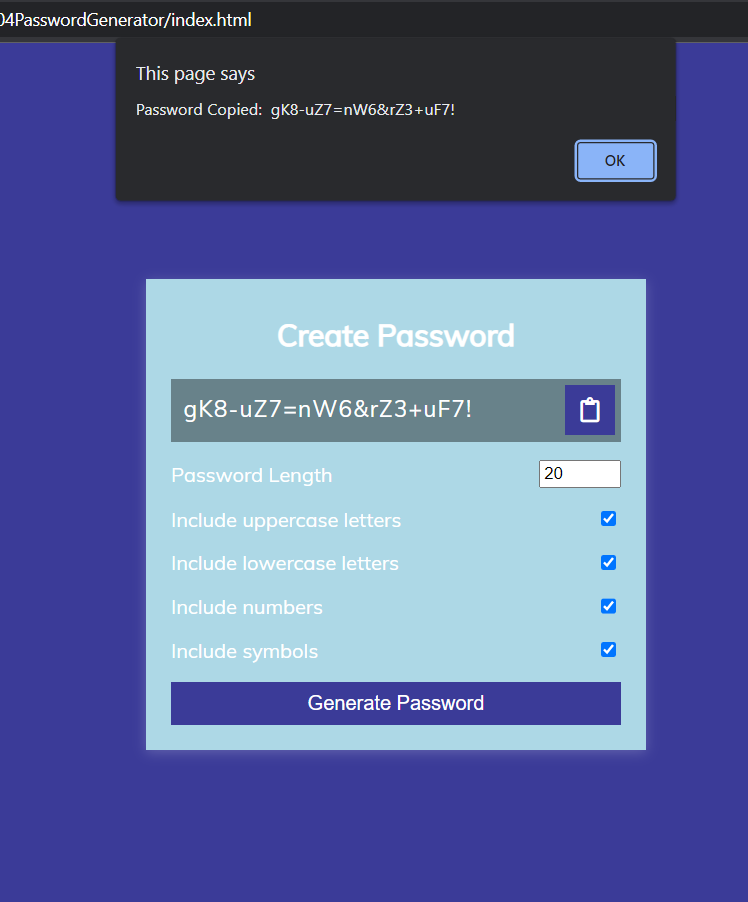 04PasswordGenerator/index.html
This page says
Password Copied:  gK8-uZ7=nW6&rZ3+uF7!
OK
Create Password
gK8-uZ7=nW6&rZ3+uF7!
Password Length 20
Include uppercase letters
Include lowercase letters
Include numbers
Include symbols
Generate Password